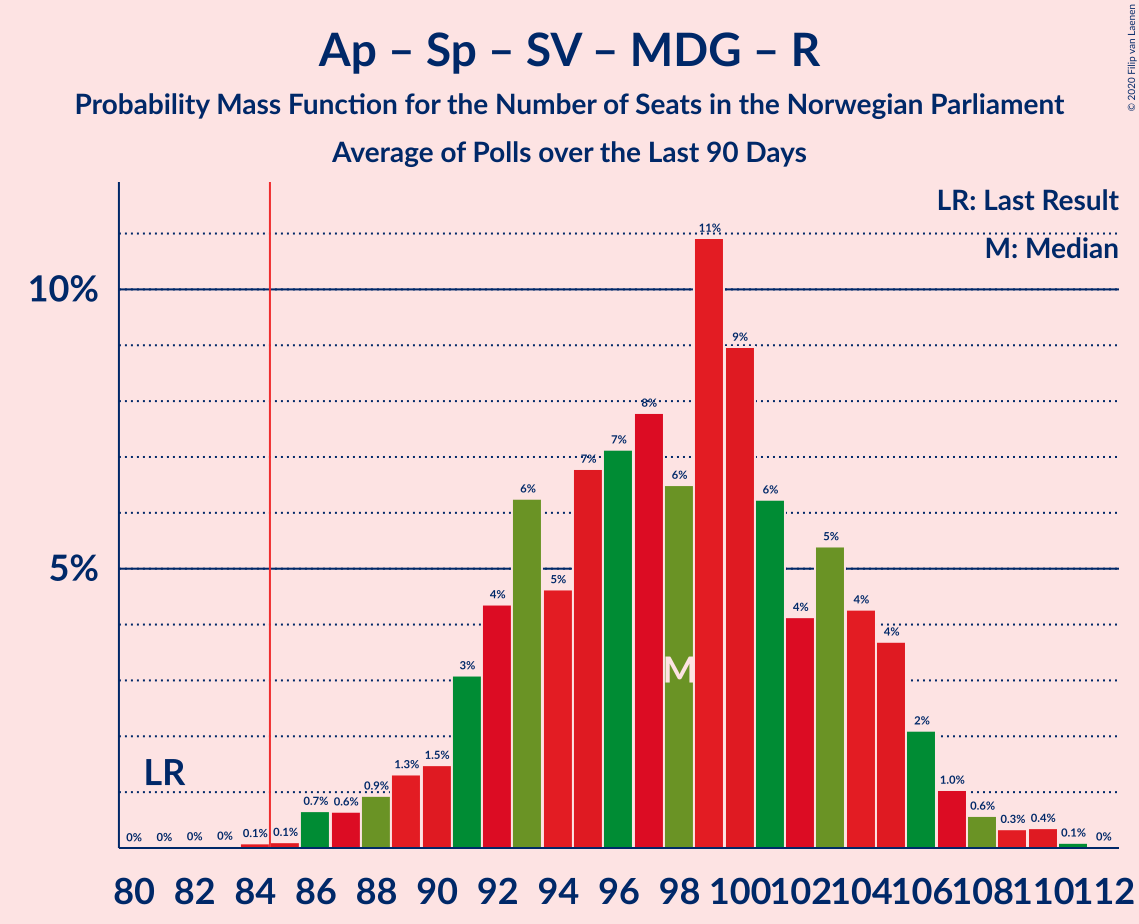 Ap – Sp – SV – MDG – R
Probability Mass Function for the Number of Seats in the Norwegian Parliament
Average of Polls over the Last 90 Days
© 2020 Filip van Laenen
LR: Last Result
M: Median
10%
5%
LR
M
0% 0% 0% 0% 0.1% 0.1% 0.7% 0.6% 0.9% 1.3% 1.5% 3% 4% 6% 5% 7% 7% 8% 6% 11% 9% 6% 4% 5% 4% 4% 2% 1.0% 0.6% 0.3% 0.4% 0.1% 0%
80 82 84 86 88 90 92 94 96 98 100 102 104 106 108 110 112